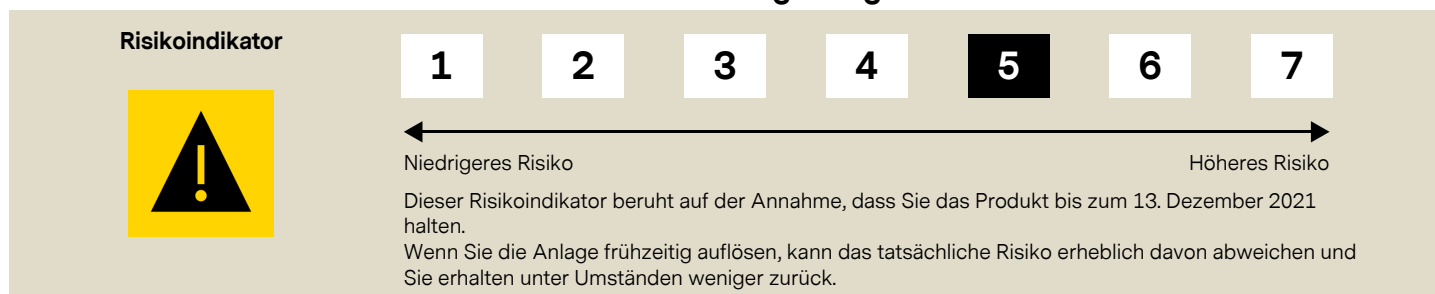 Risikoindikator
1 2 3 4 5 6 7
Niedrigeres Risiko Höheres Risiko
Dieser Risikoindikator beruht auf der Annahme, dass Sie das Produkt bis zum 13. Dezember 2021
halten.
Wenn Sie die Anlage frühzeitig auflösen, kann das tatsächliche Risiko erheblich davon abweichen und
Sie erhalten unter Umständen weniger zurück.